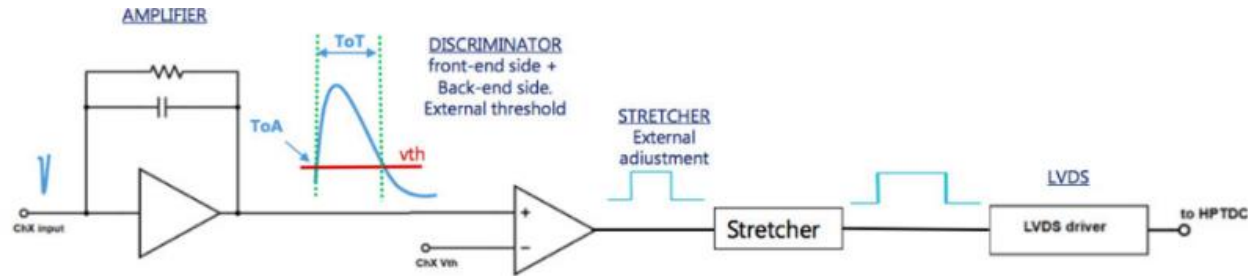 AMPLIFIER
ToT
DISCRIMINATOR
front-end side +
Back-end side.
External threshold
ToA
vth
STRETCHER
External
adiustment
LVDS
ChX input
+
−
ChX Vth
Stretcher
LVDS driver
to HPTDC